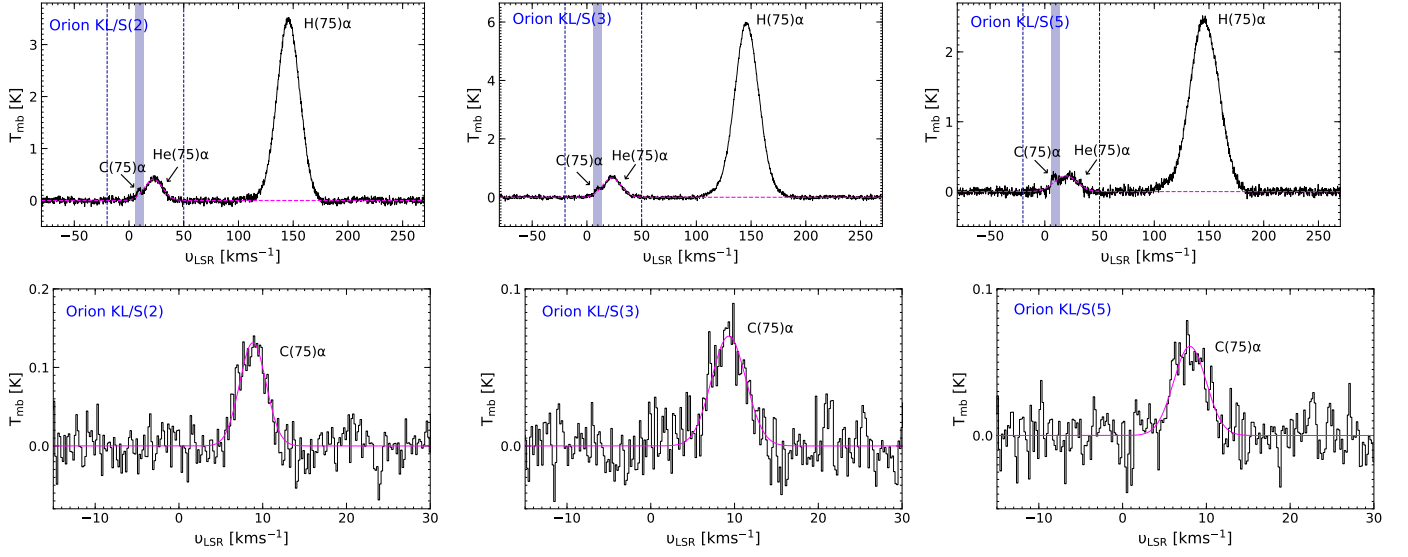 Orion KL/S(2)
H(75)α
C(75)α
He(75)α
T_mb [K]
0
1
2
3
−50 0 50 100 150 200 250
υ_LSR [kms⁻¹]
Orion KL/S(3)
H(75)α
C(75)α
He(75)α
T_mb [K]
0
2
4
6
−50 0 50 100 150 200 250
υ_LSR [kms⁻¹]
Orion KL/S(5)
H(75)α
C(75)α
He(75)α
T_mb [K]
0
1
2
−50 0 50 100 150 200 250
υ_LSR [kms⁻¹]
Orion KL/S(2)
C(75)α
T_mb [K]
0.0
0.1
0.2
−10 0 10 20 30
υ_LSR [kms⁻¹]
Orion KL/S(3)
C(75)α
T_mb [K]
0.0
0.1
−10 0 10 20 30
υ_LSR [kms⁻¹]
Orion KL/S(5)
C(75)α
T_mb [K]
0.0
0.1
−10 0 10 20 30
υ_LSR [kms⁻¹]